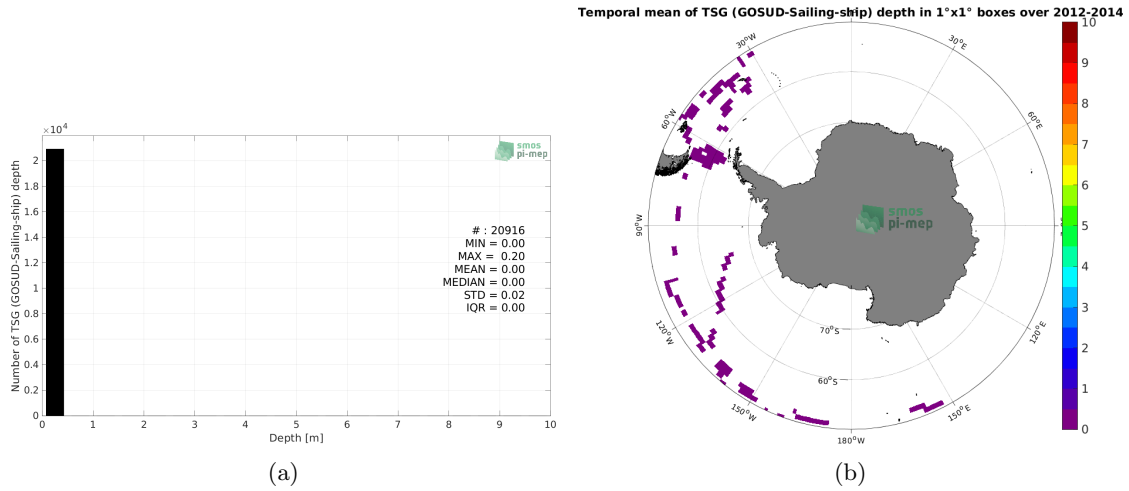 Temporal mean of TSG (GOSUD-Sailing-ship) depth in 1°x1° boxes over 2012-2014
×10⁴
2
1.8
1.6
1.4
1.2
1
0.8
0.6
0.4
0.2
0
Number of TSG (GOSUD-Sailing-ship) depth
0 1 2 3 4 5 6 7 8 9 10
Depth [m]
smos
pi-mep
# : 20916
MIN = 0.00
MAX = 0.20
MEAN = 0.00
MEDIAN = 0.00
STD = 0.02
IQR = 0.00
(a)
30°W
30°E
60°W
60°E
90°W
120°W
120°E
150°W
150°E
180°W
70°S
60°S
smos
pi-mep
10
9
8
7
6
5
4
3
2
1
0
(b)